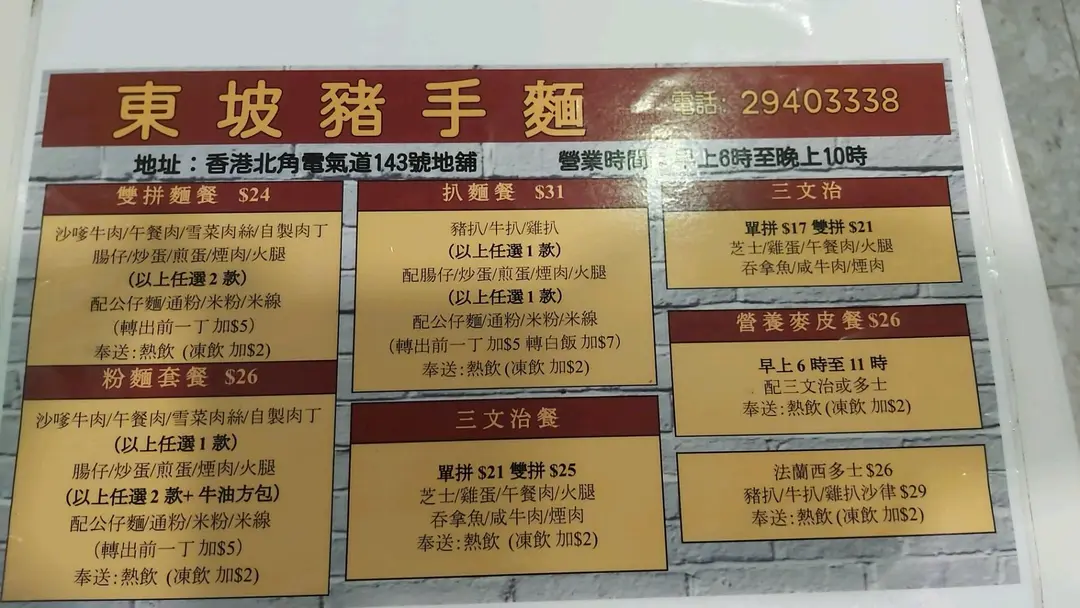 東坡豬手麵
電話: 29403338
地址：香港北角電氣道143號地舖
營業時間 早上6時至晚上10時
雙拼麵餐 $24
沙嗲牛肉/午餐肉/雪菜肉絲/自製肉丁
腸仔/炒蛋/煎蛋/煙肉/火腿
(以上任選2款)
配公仔麵/通粉/米粉/米線
(轉出前一丁加$5)
奉送:熱飲 (凍飲 加$2)
粉麵套餐 $26
沙嗲牛肉/午餐肉/雪菜肉絲/自製肉丁
(以上任選1款)
腸仔/炒蛋/煎蛋/煙肉/火腿
(以上任選2款+ 牛油方包)
配公仔麵/通粉/米粉/米線
(轉出前一丁加$5)
奉送:熱飲 (凍飲 加$2)
扒麵餐 $31
豬扒/牛扒/雞扒
(以上任選1款)
配腸仔/炒蛋/煎蛋/煙肉/火腿
(以上任選1款)
配公仔麵/通粉/米粉/米線
(轉出前一丁加$5 轉白飯加$7)
奉送:熱飲 (凍飲 加$2)
三文治餐
單拼 $21 雙拼 $25
芝士/雞蛋/午餐肉/火腿
吞拿魚/咸牛肉/煙肉
奉送:熱飲 (凍飲 加$2)
三文治
單拼 $17 雙拼 $21
芝士/雞蛋/午餐肉/火腿
吞拿魚/咸牛肉/煙肉
營養麥皮餐 $26
早上6時至11時
配三文治或多士
奉送:熱飲 (凍飲 加$2)
法蘭西多士 $26
豬扒/牛扒/雞扒沙律 $29
奉送:熱飲 (凍飲 加$2)